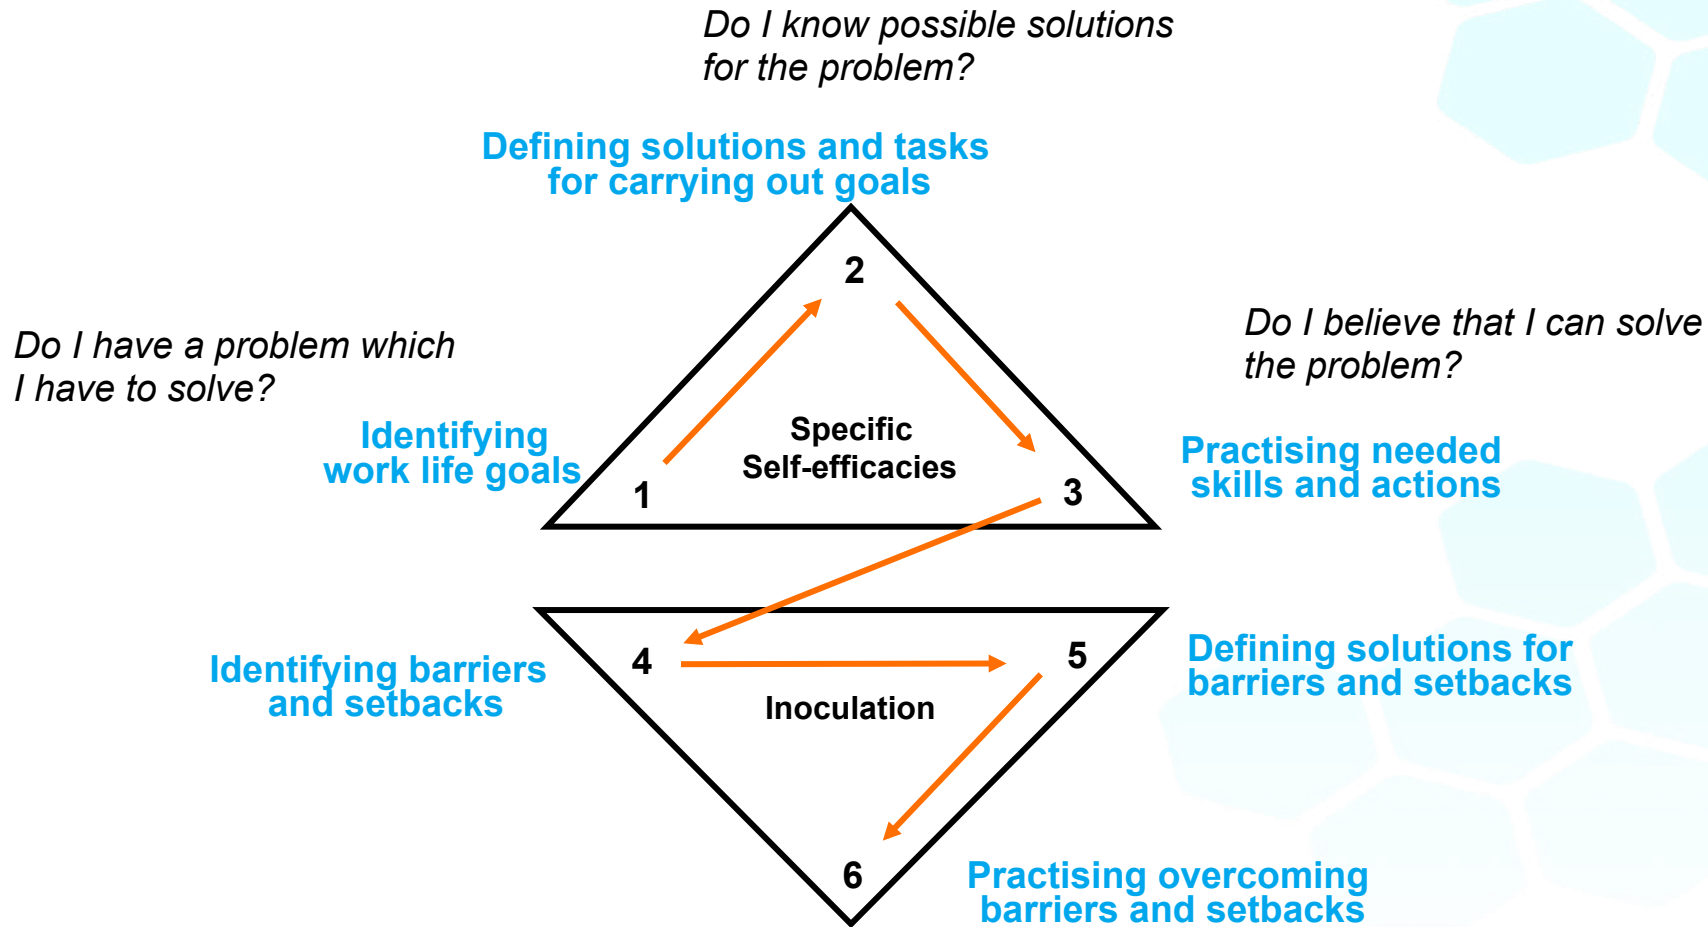 Do I know possible solutions
for the problem?
Defining solutions and tasks
for carrying out goals
2
Do I have a problem which
I have to solve?
Do I believe that I can solve
the problem?
Identifying
work life goals
1
Specific
Self-efficacies
3
Practising needed
skills and actions
Identifying barriers
and setbacks
4
Inoculation
5
Defining solutions for
barriers and setbacks
6
Practising overcoming
barriers and setbacks